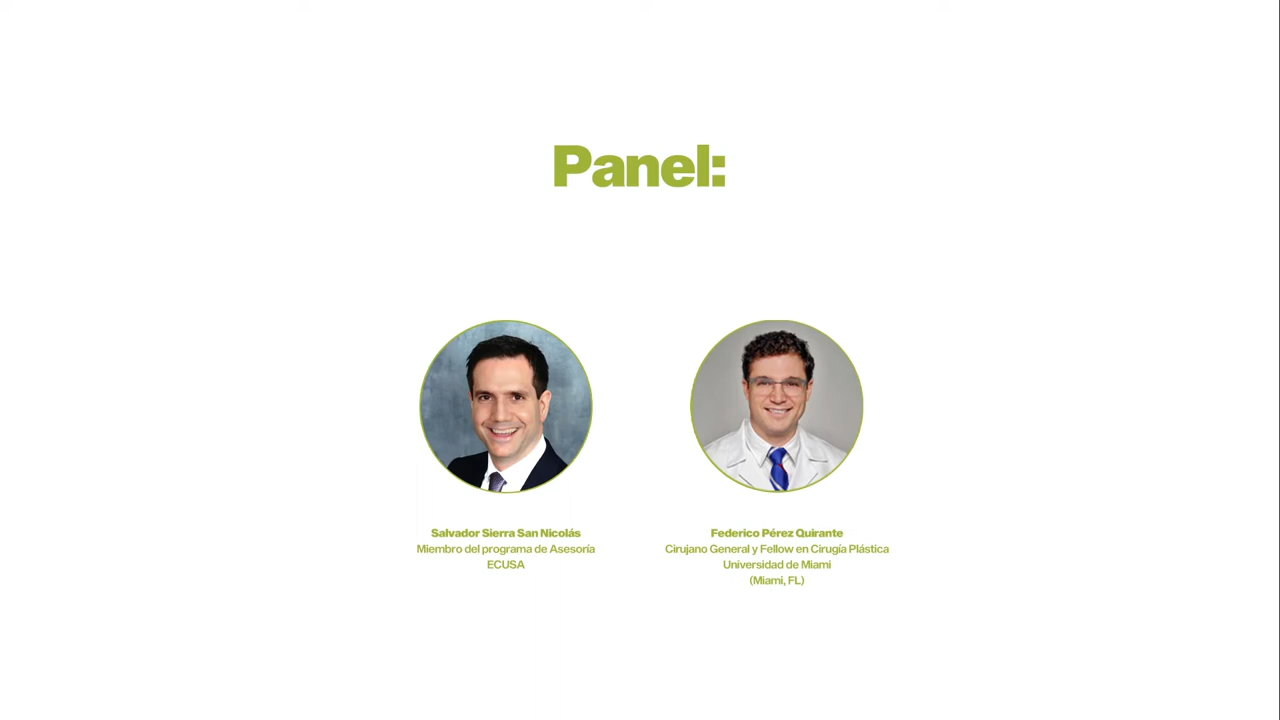 Panel:
Salvador Sierra San Nicolás
Miembro del programa de Asesoría
ECUSA
Federico Pérez Quirante
Cirujano General y Fellow en Cirugía Plástica
Universidad de Miami
(Miami, FL)